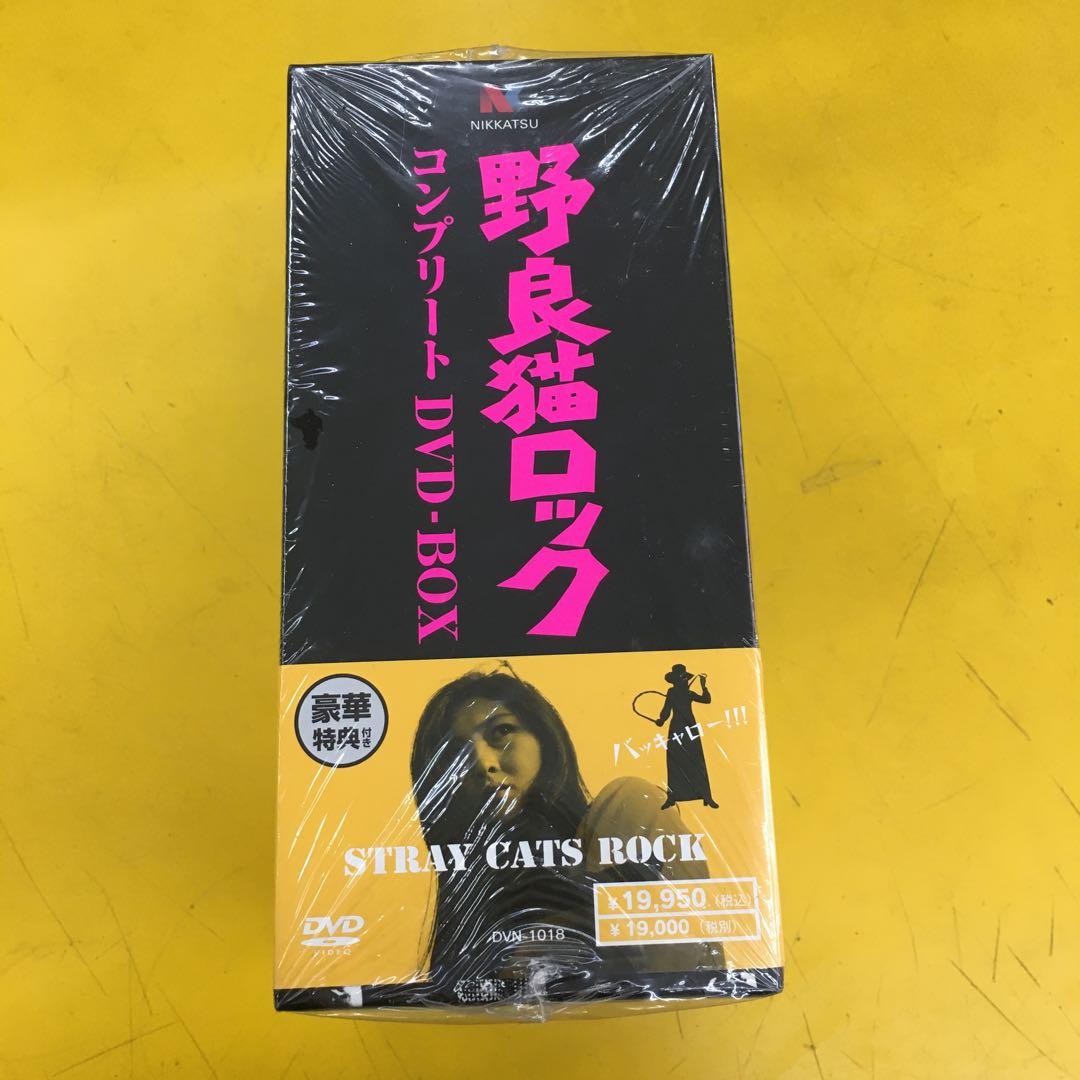 NIKKATSU
野良猫ロック
コンプリート DVD-BOX
豪華
特典付き
バッキャロー!!!
STRAY CATS ROCK
¥19,950(税込)
¥19,000(税別)
DVD
VIDEO
DVN-1018